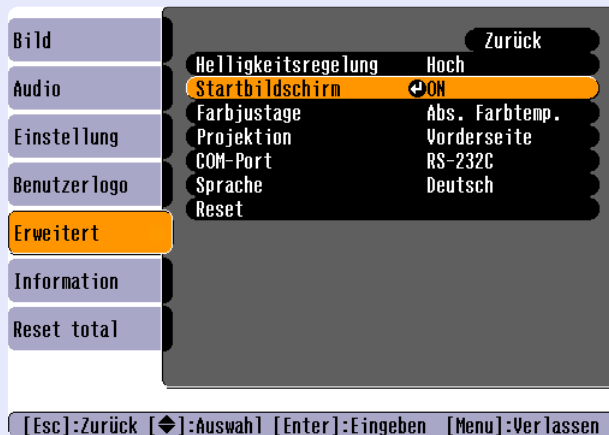 Bild
Audio
Einstellung
Benutzerlogo
Erweitert
Information
Reset total
Zurück
Helligkeitsregelung Hoch
Startbildschirm ON
Farbjustage Abs. Farbtemp.
Projektion Vorderseite
COM-Port RS-232C
Sprache Deutsch
Reset
[Esc]:Zurück [◆]:Auswahl [Enter]:Eingeben [Menu]:Verlassen